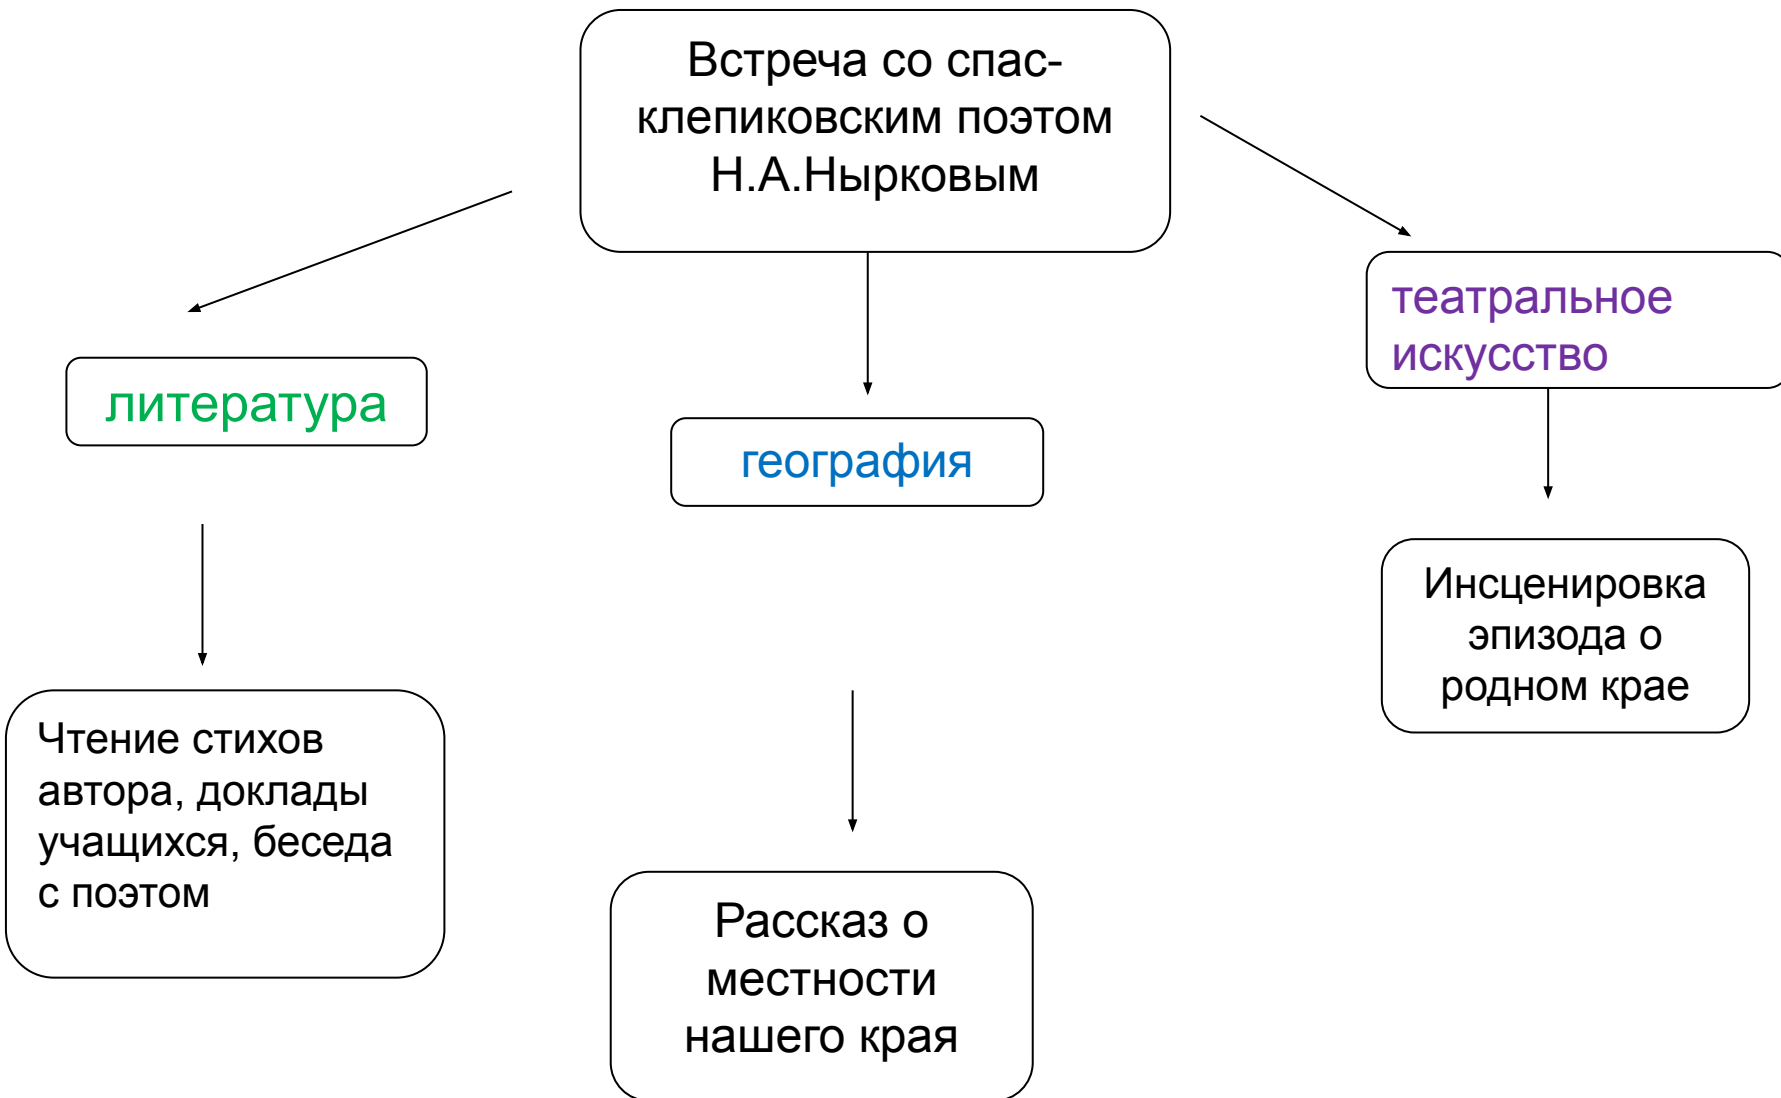 Встреча со спас-
клепиковским поэтом
Н.А.Нырковым
литература
география
театральное
искусство
Чтение стихов
автора, доклады
учащихся, беседа
с поэтом
Рассказ о
местности
нашего края
Инсценировка
эпизода о
родном крае